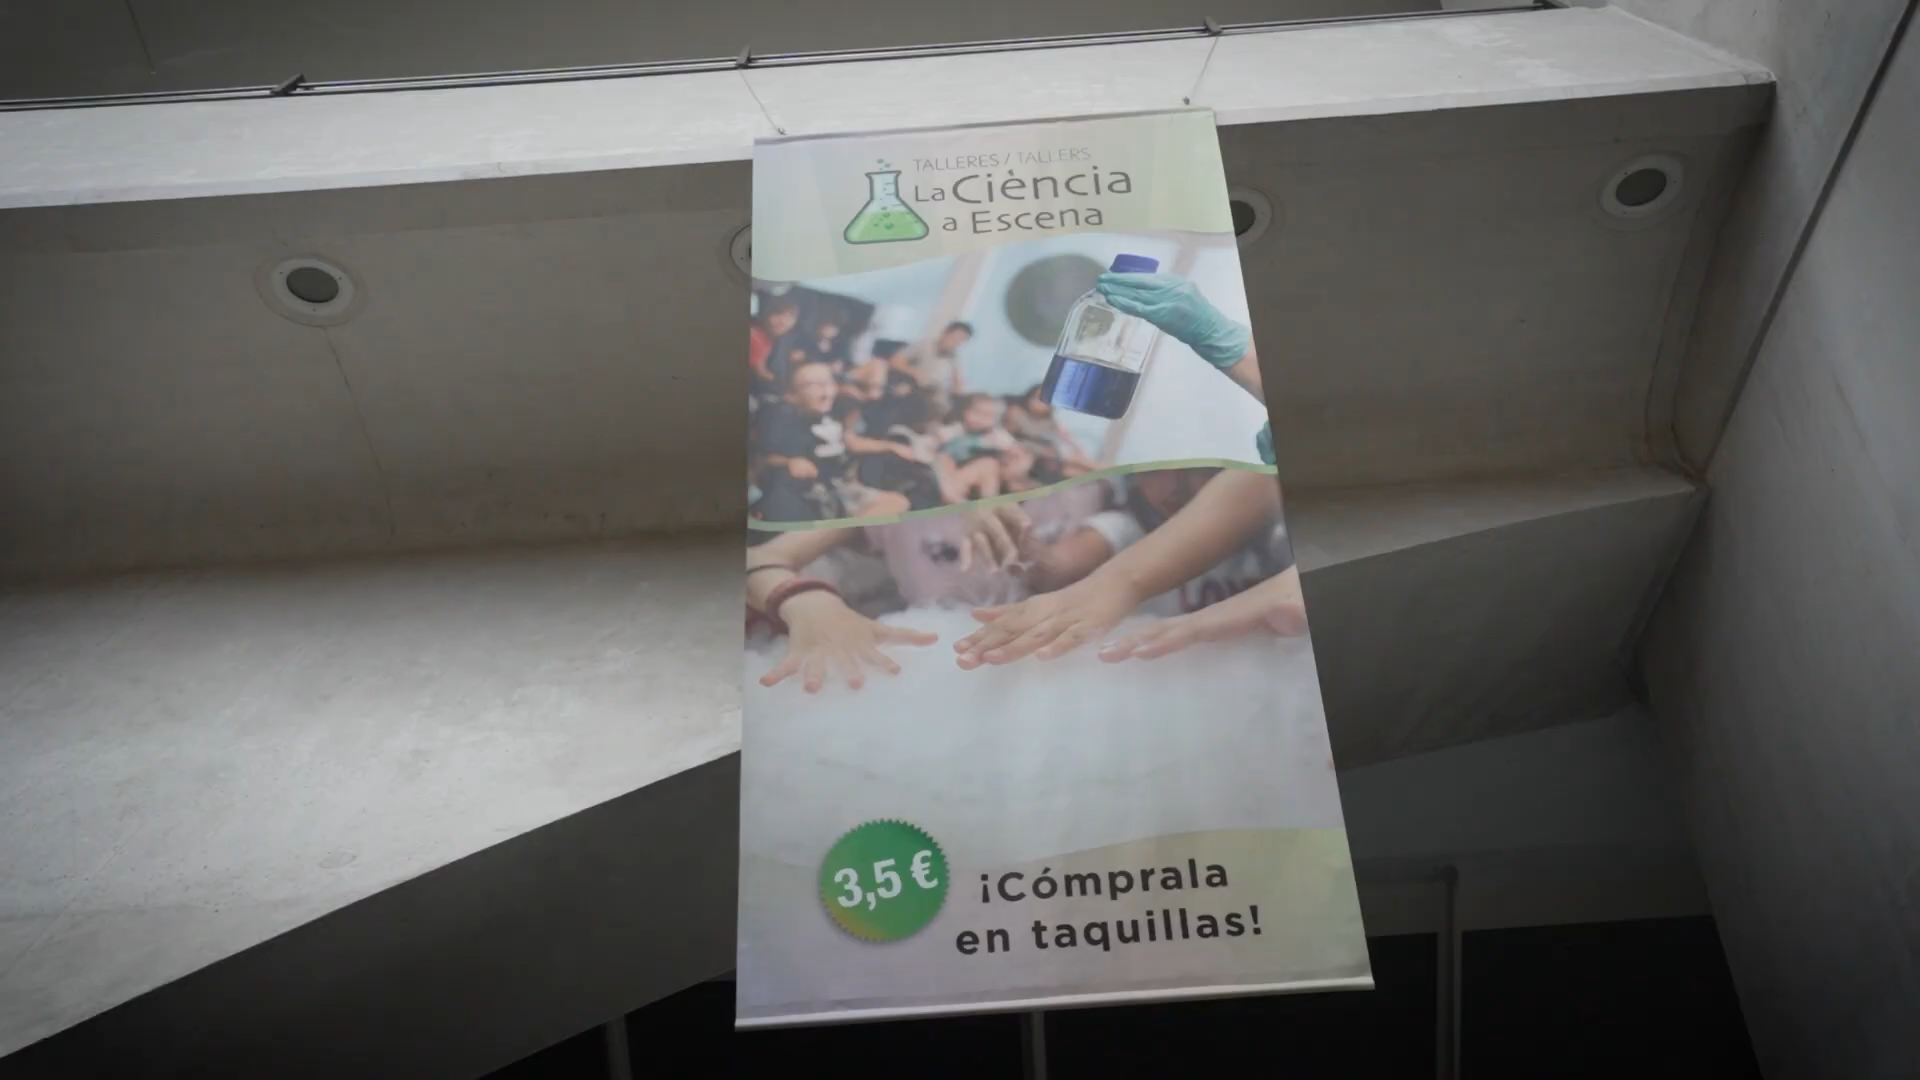 TALLERES / TALLERS
La Ciència
a Escena
3,5 €
¡Cómprala
en taquillas!